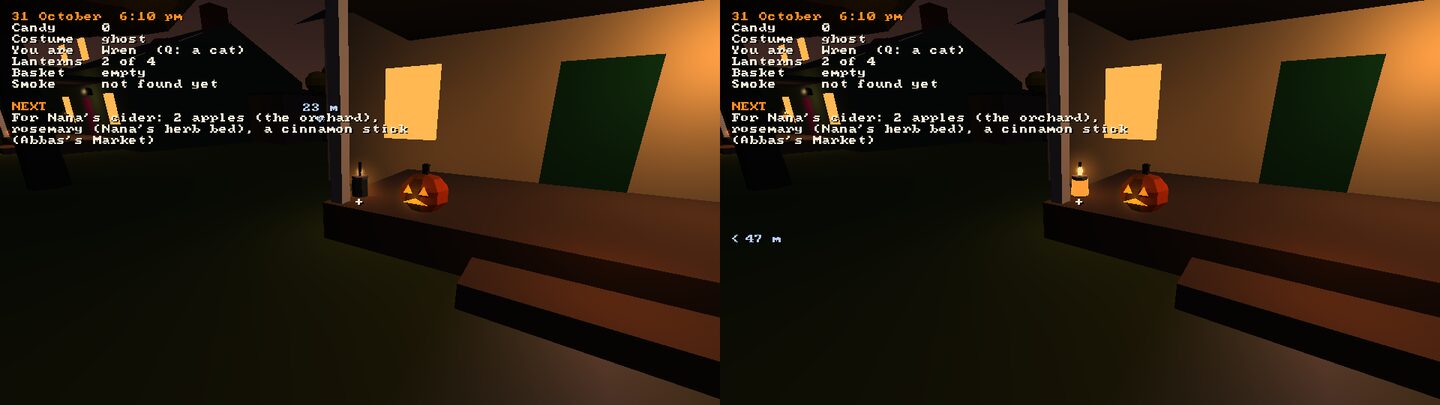 31 October 6:10 pm
Candy 0
Costume ghost
You are Wren (Q: a cat)
Lanterns 2 of 4
Basket empty
Smoke not found yet
NEXT
23 m
For Nana's cider: 2 apples (the orchard),
rosemary (Nana's herb bed), a cinnamon stick
(Abbas's Market)
31 October 6:10 pm
Candy 0
Costume ghost
You are Wren (Q: a cat)
Lanterns 2 of 4
Basket empty
Smoke not found yet
NEXT
For Nana's cider: 2 apples (the orchard),
rosemary (Nana's herb bed), a cinnamon stick
(Abbas's Market)
< 47 m